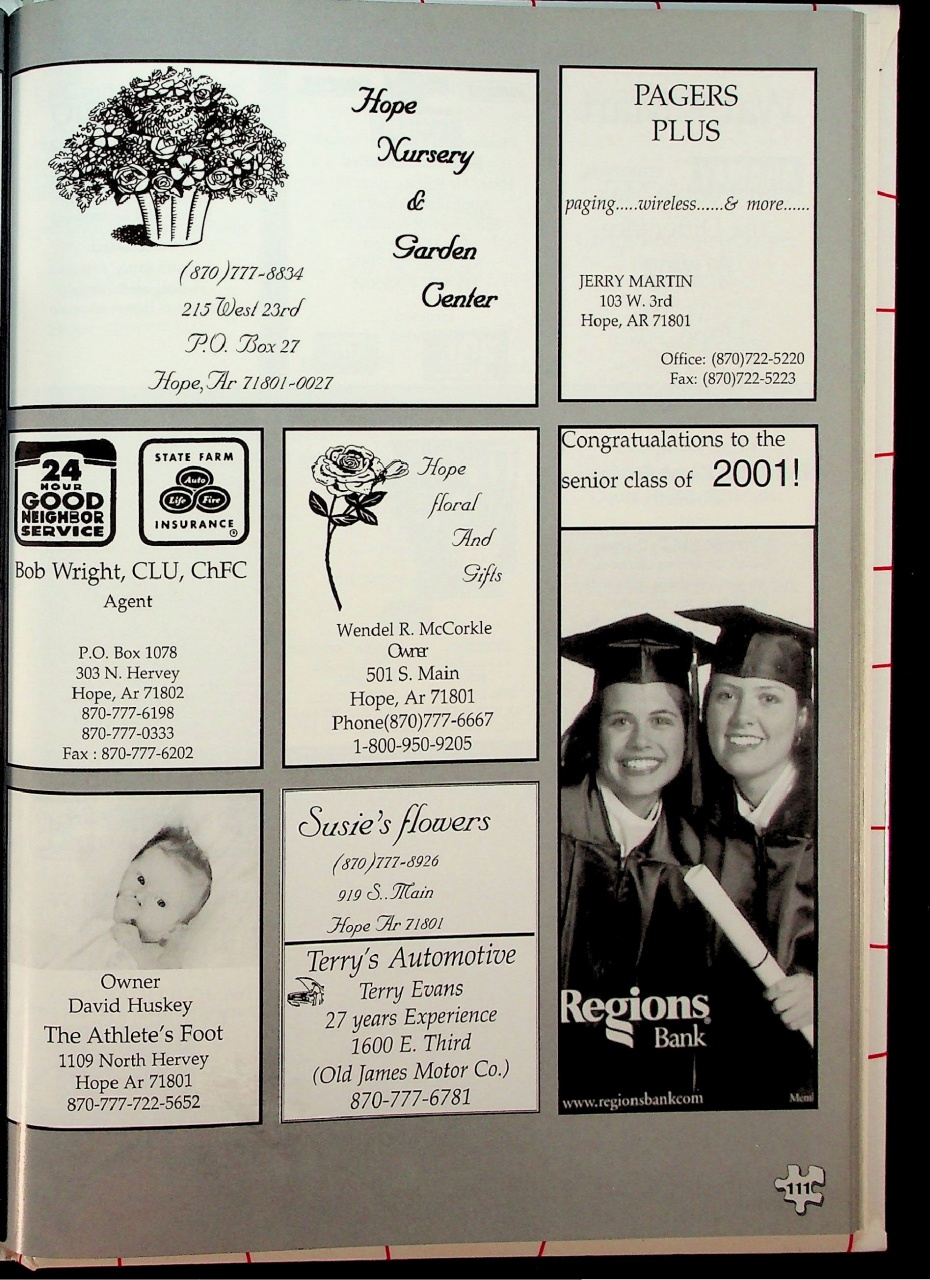 Hope
Nursery
&
Garden
Center
(870)777-8834
215 West 23rd
P.O. Box 27
Hope, Ar 71801-0027
PAGERS
PLUS
paging.....wireless......& more......
JERRY MARTIN
103 W. 3rd
Hope, AR 71801
Office: (870)722-5220
Fax: (870)722-5223
24
HOUR
GOOD
NEIGHBOR
SERVICE
STATE FARM
Auto
Life Fire
INSURANCE
®
Bob Wright, CLU, ChFC
Agent
P.O. Box 1078
303 N. Hervey
Hope, Ar 71802
870-777-6198
870-777-0333
Fax : 870-777-6202
Hope
floral
And
Gifts
Wendel R. McCorkle
Owner
501 S. Main
Hope, Ar 71801
Phone(870)777-6667
1-800-950-9205
Congratualations to the
senior class of 2001!
Regions
Bank
www.regionsbankcom
Owner
David Huskey
The Athlete's Foot
1109 North Hervey
Hope Ar 71801
870-777-722-5652
Susie's flowers
(870)777-8926
919 S..Main
Hope Ar 71801
Terry's Automotive
Terry Evans
27 years Experience
1600 E. Third
(Old James Motor Co.)
870-777-6781
111